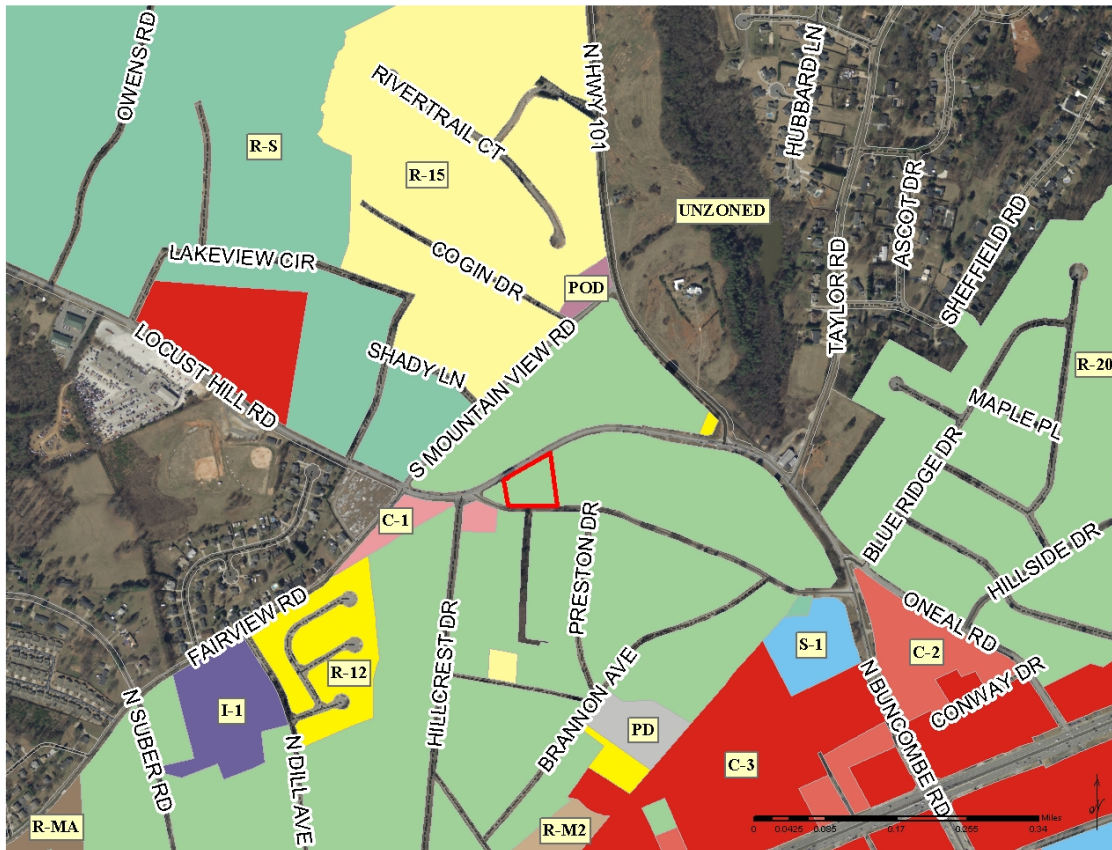 OWENS RD
N HWY 101
HUBBARD LN
RIVERTRAIL CT
R-S
R-15
UNZONED
ASCOT DR
SHEFFIELD RD
TAYLOR RD
LAKEVIEW CIR
COGIN DR
POD
LOCUST HILL RD
SHADY LN
S MOUNTAIN VIEW RD
R-20
MAPLE PL
BLUE RIDGE DR
C-1
HILLSIDE DR
PRESTON DR
FAIRVIEW RD
ONEAL RD
S-1
C-2
R-12
HILLCREST DR
N SUBER RD
I-1
N DILL AVE
BRANNON AVE
PD
CONWAY DR
N BUNCOMBE RD
C-3
R-MA
R-M2
Miles
0 0.0425 0.085 0.17 0.255 0.34